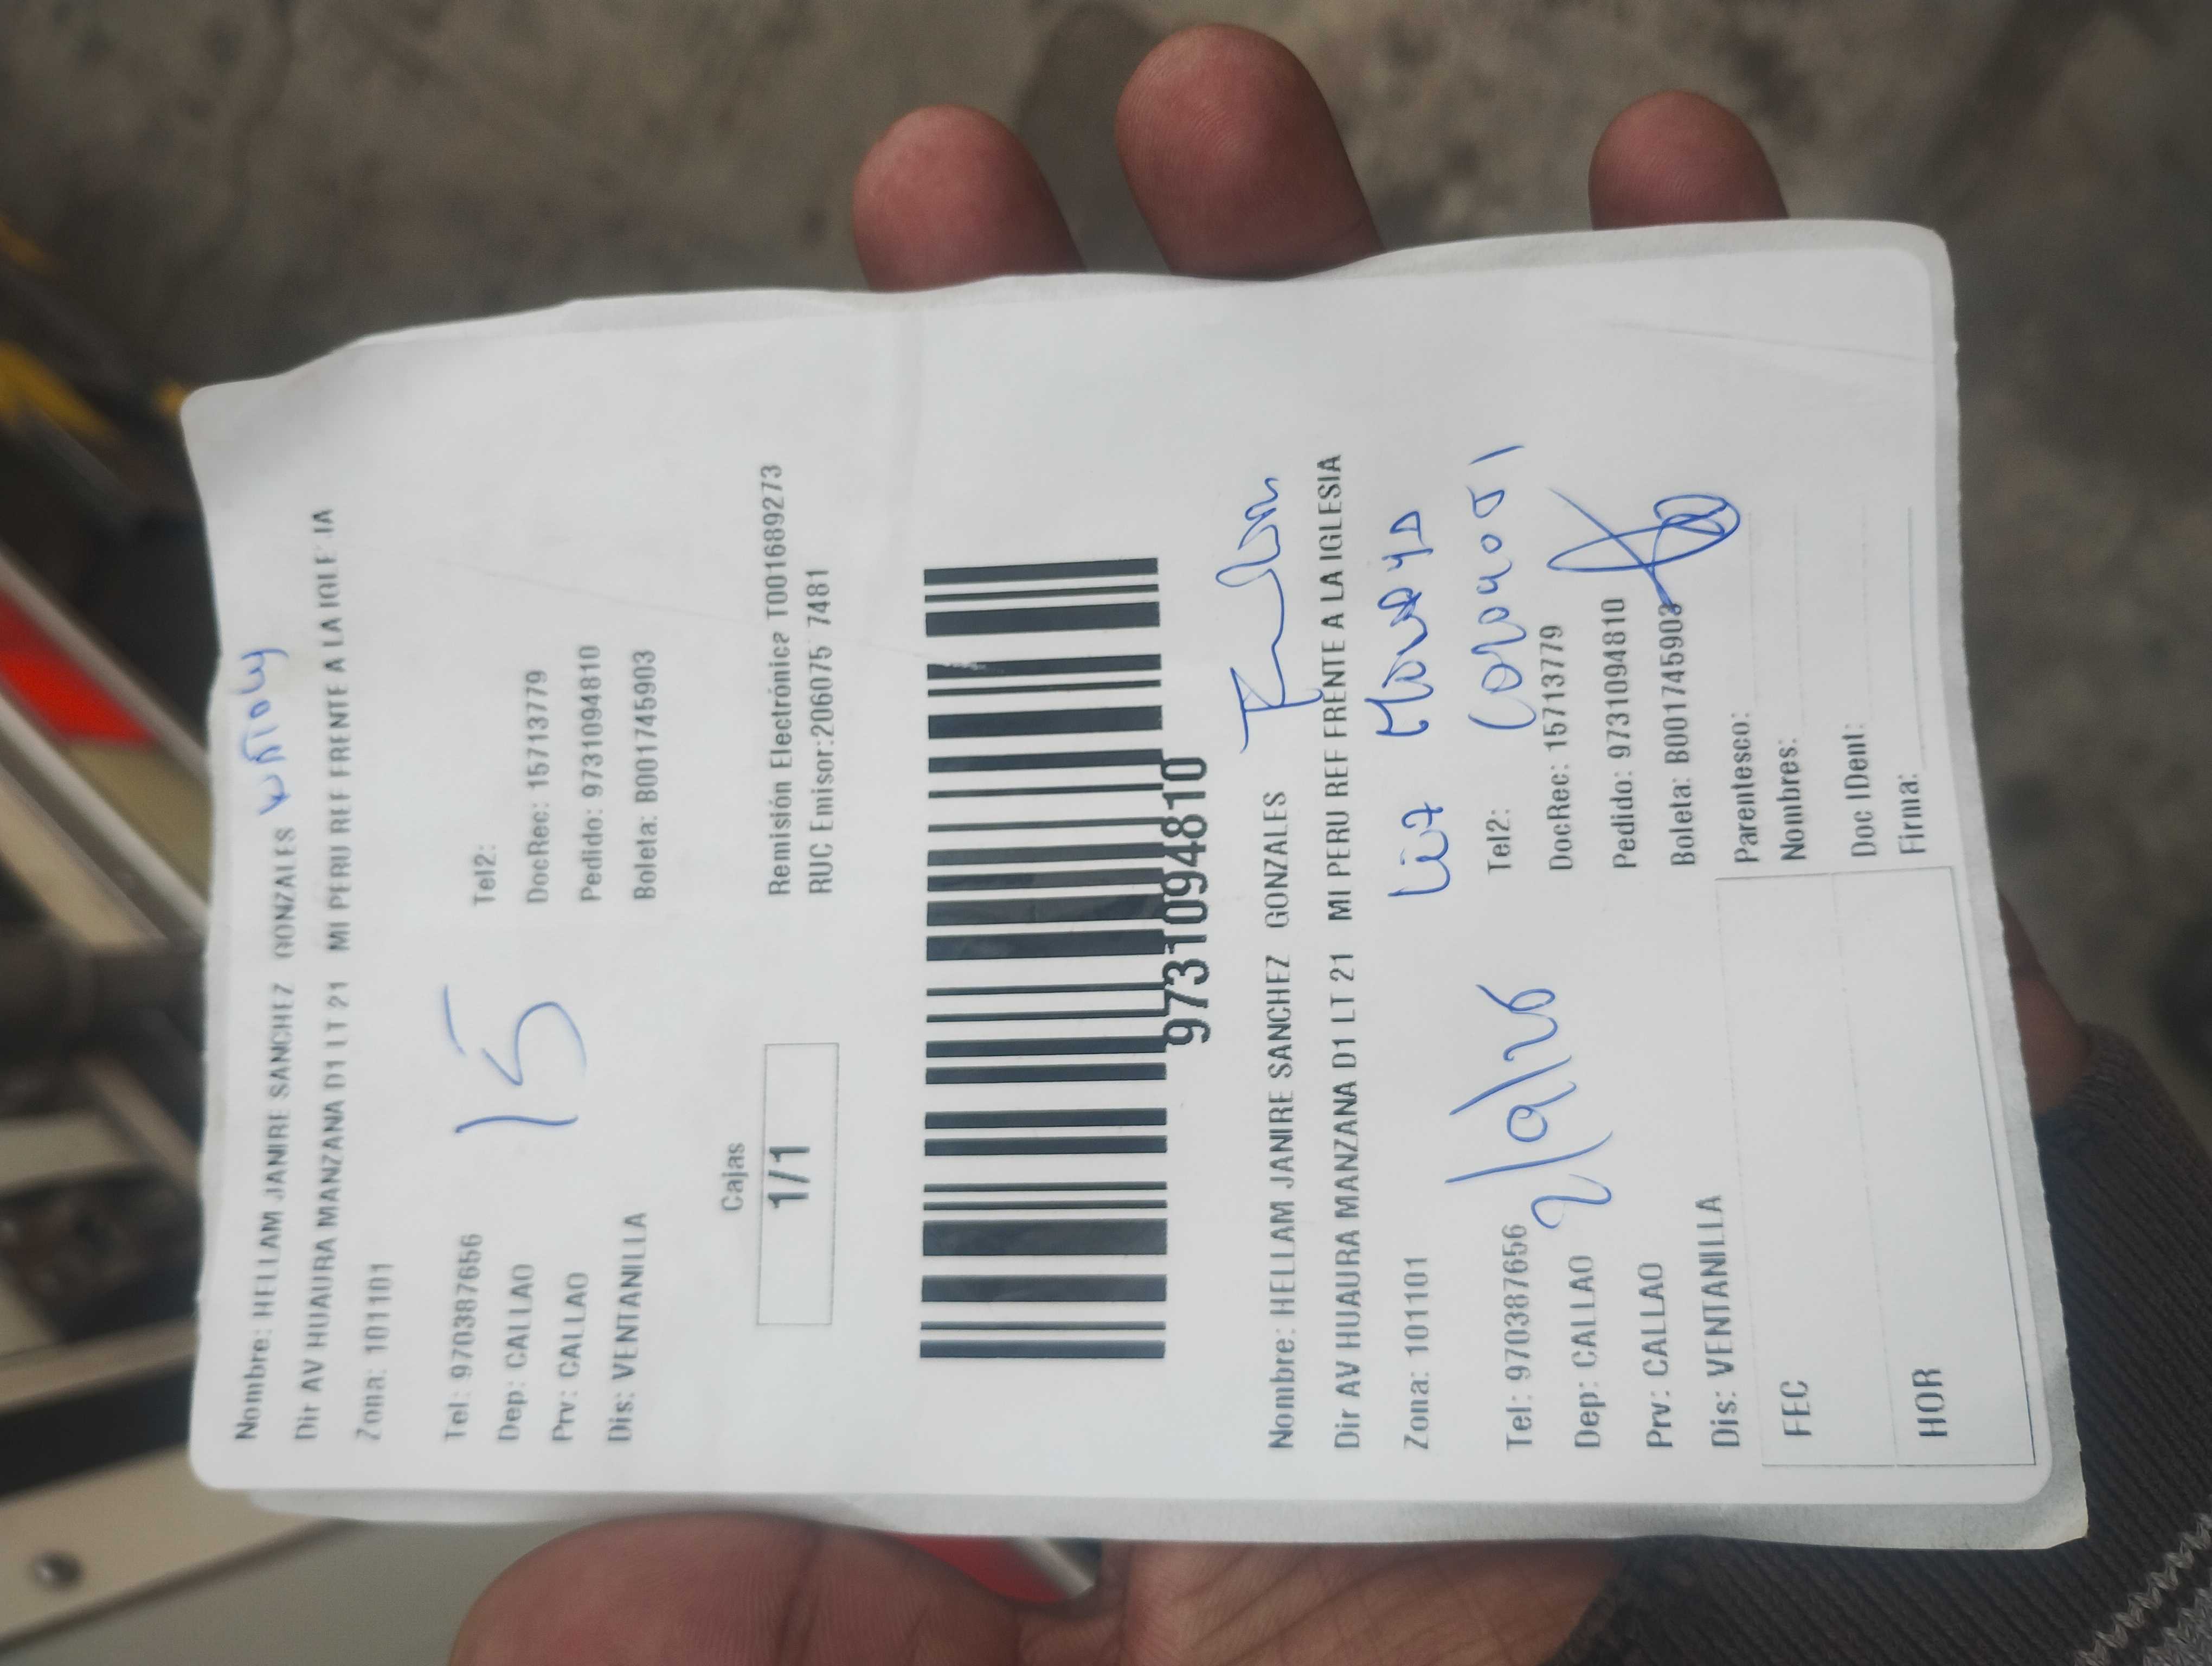 Nombre: HELLAM JANIRE SANCHEZ GONZALES
Dir AV HUAURA MANZANA D1 LT 21 MI PERU REF FRENTE A LA IGLESIA
Zona: 101101
15
Tel: 970387656 Tel2:
Dep: CALLAO DocRec: 15713779
Prv: CALLAO Pedido: 97310948​10
Dis: VENTANILLA Boleta: B001745903
Cajas
1/1
Remisión Electrónica T001689273
RUC Emisor:206075 7481
9731094810
Nombre: HELLAM JANIRE SANCHEZ GONZALES
Dir AV HUAURA MANZANA D1 LT 21 MI PERU REF FRENTE A LA IGLESIA
Zona: 101101
Tel: 970387656 Tel2:
Dep: CALLAO DocRec: 15713779
Prv: CALLAO Pedido: 9731094810
Dis: VENTANILLA Boleta: B001745903
Parentesco:
FEC Nombres:
Doc IDent:
HOR Firma: